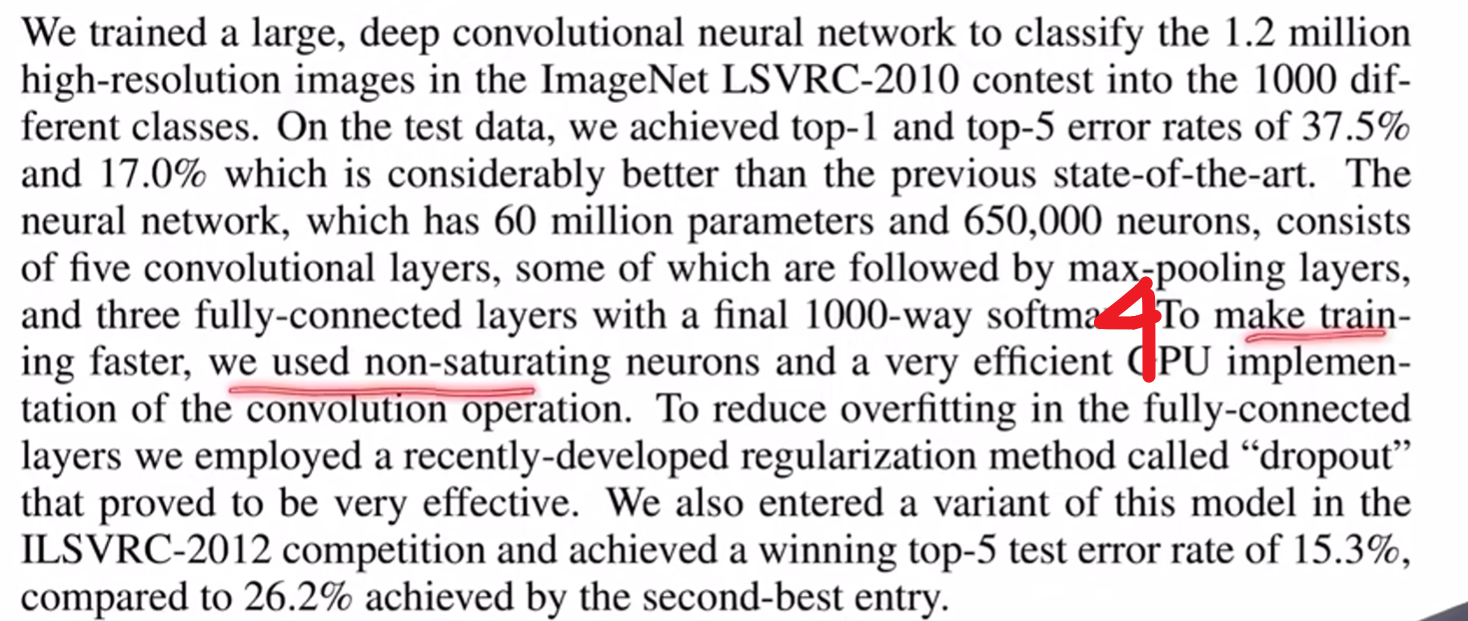 We trained a large, deep convolutional neural network to classify the 1.2 million
high-resolution images in the ImageNet LSVRC-2010 contest into the 1000 dif-
ferent classes. On the test data, we achieved top-1 and top-5 error rates of 37.5%
and 17.0% which is considerably better than the previous state-of-the-art. The
neural network, which has 60 million parameters and 650,000 neurons, consists
of five convolutional layers, some of which are followed by max-pooling layers,
and three fully-connected layers with a final 1000-way softma 4 To make train-
ing faster, we used non-saturating neurons and a very efficient GPU implemen-
tation of the convolution operation. To reduce overfitting in the fully-connected
layers we employed a recently-developed regularization method called “dropout”
that proved to be very effective. We also entered a variant of this model in the
ILSVRC-2012 competition and achieved a winning top-5 test error rate of 15.3%,
compared to 26.2% achieved by the second-best entry.